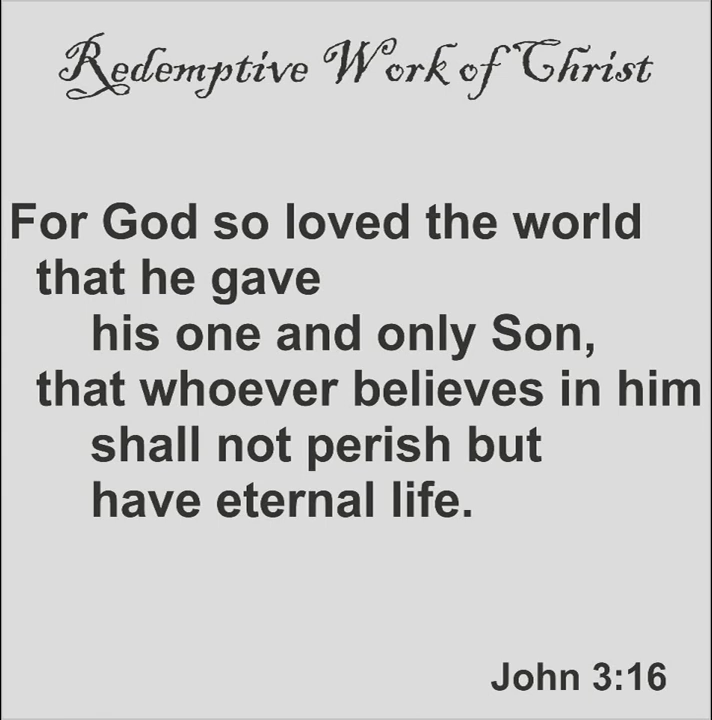 Redemptive Work of Christ
For God so loved the world
that he gave
his one and only Son,
that whoever believes in him
shall not perish but
have eternal life.
John 3:16